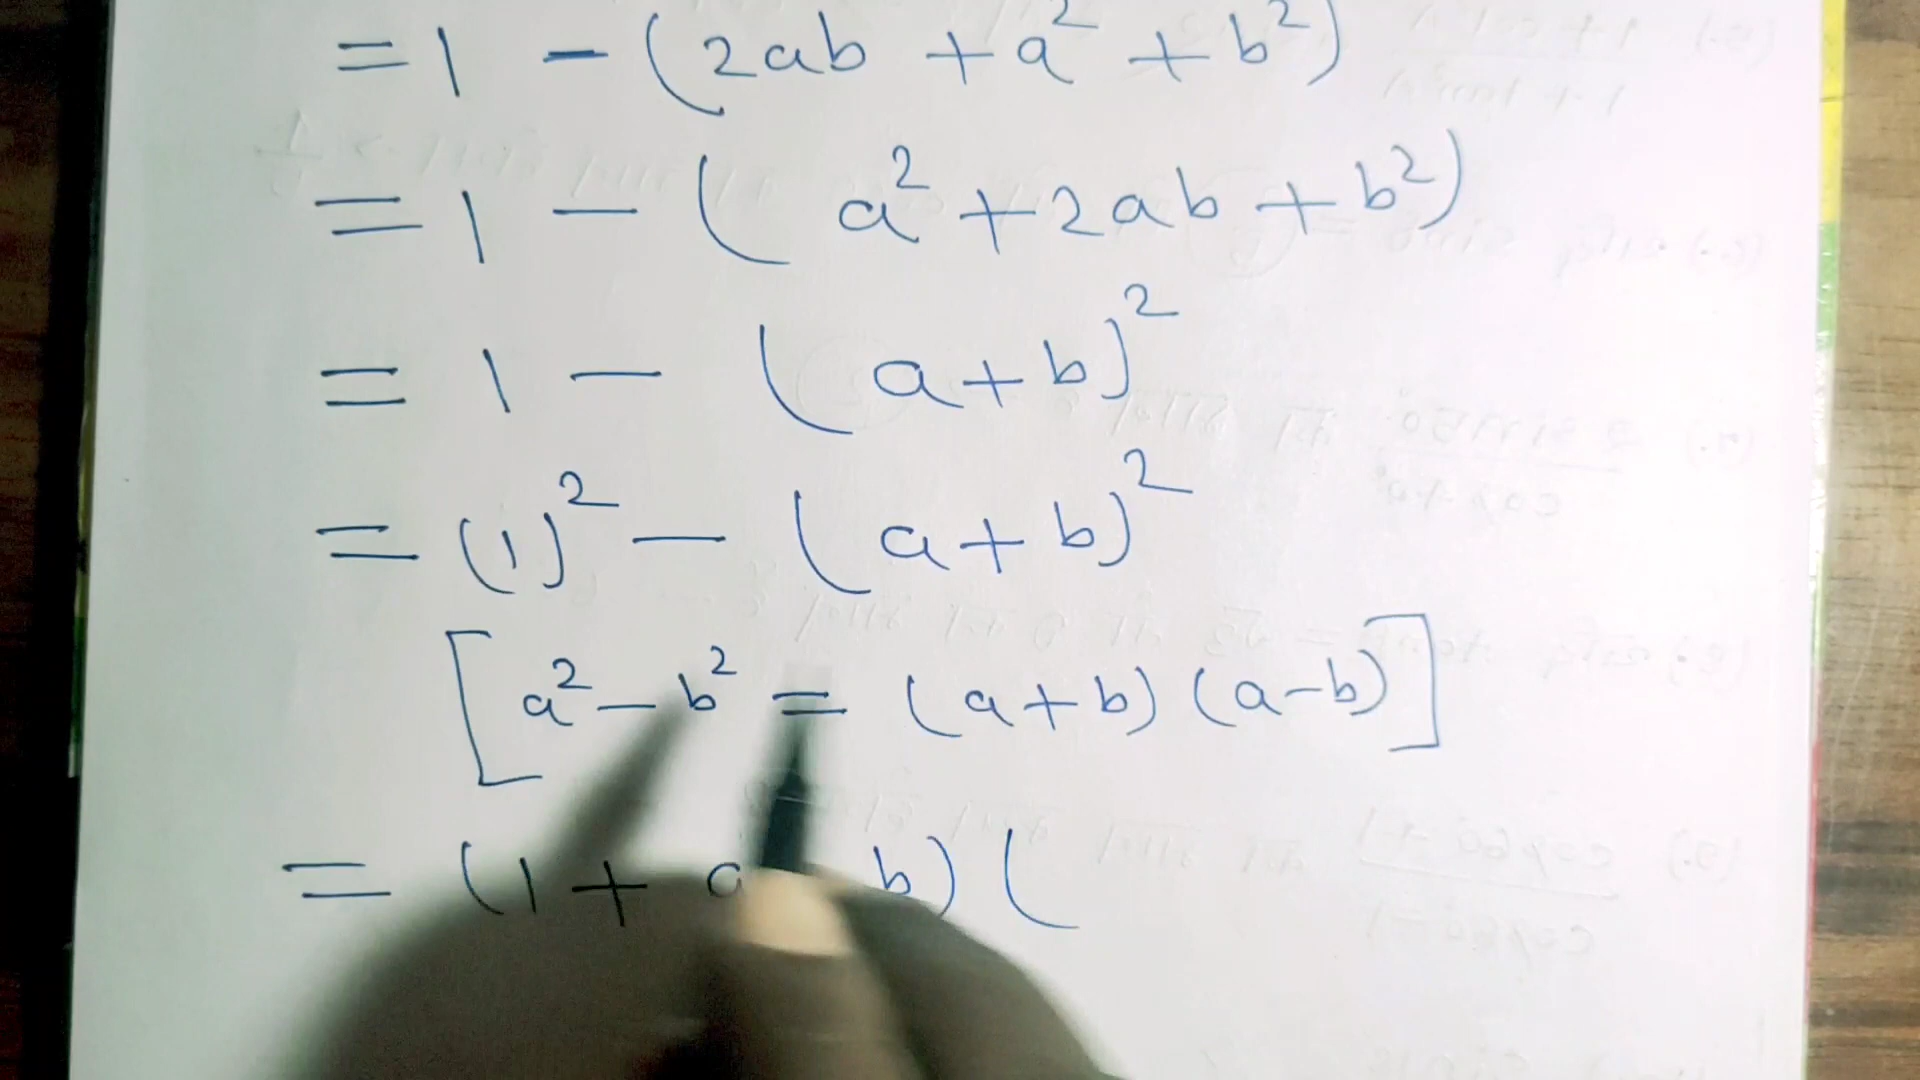 = 1 - (2ab + a² + b²)
= 1 - (a² + 2ab + b²)
= 1 - (a + b)²
= (1)² - (a + b)²
[a² - b² = (a + b) (a - b)]
= (1 + a b) (